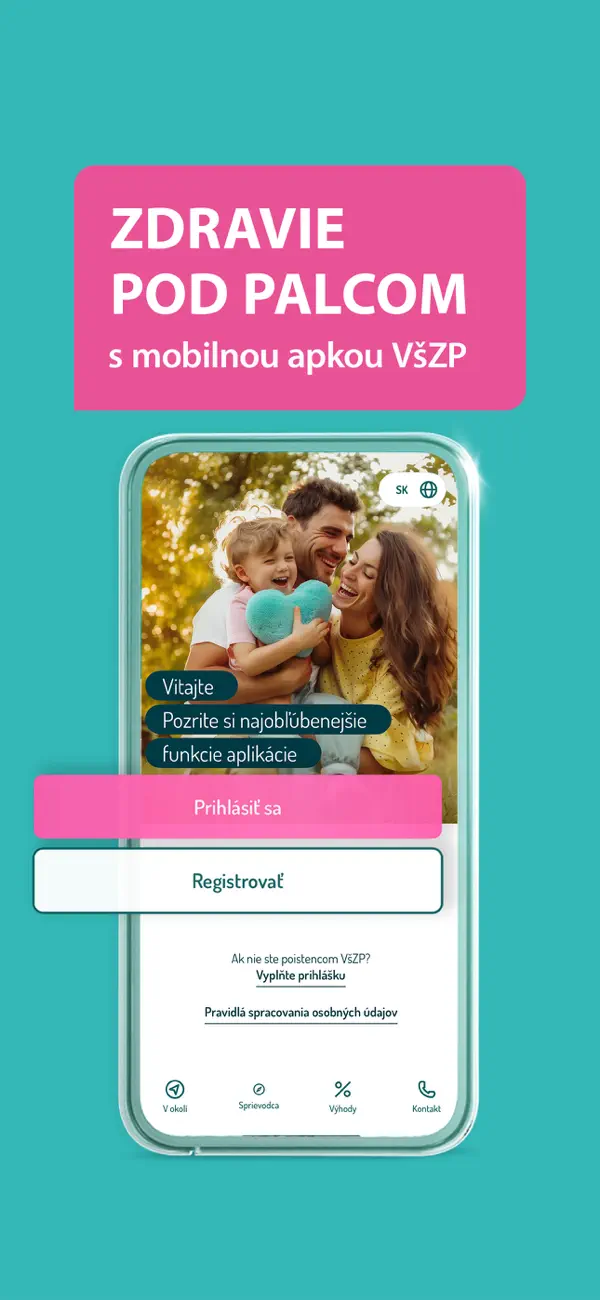 ZDRAVIE
POD PALCOM
s mobilnou apkou VšZP
SK
Vitajte
Pozrite si najobľúbenejšie
funkcie aplikácie
Prihlásiť sa
Registrovať
Ak nie ste poistencom VšZP?
Vyplňte prihlášku
Pravidlá spracovania osobných údajov
V okolí
Sprievodca
Výhody
Kontakt